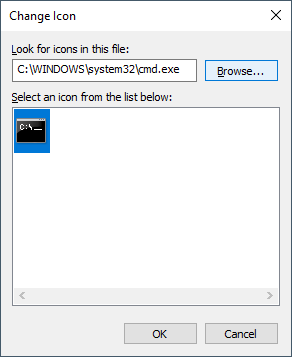 Change Icon
Look for icons in this file:
C:\WINDOWS\system32\cmd.exe
Browse...
Select an icon from the list below:
C:\_
OK
Cancel